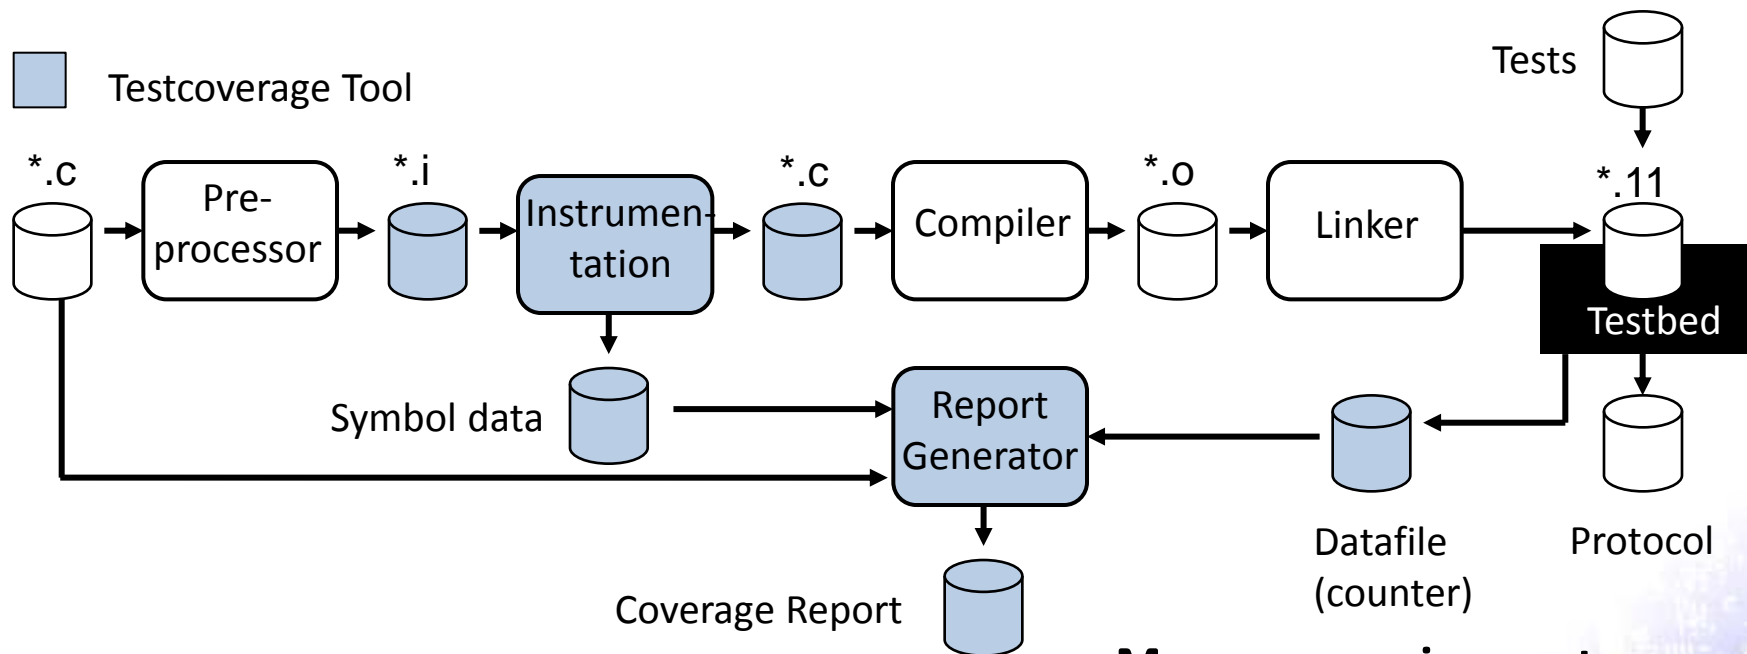 Tests
Testcoverage Tool
*.c
*.i
*.c
*.o
*.11
Pre-
processor
Instrumen-
tation
Compiler
Linker
Testbed
Symbol data
Report
Generator
Datafile
(counter)
Protocol
Coverage Report